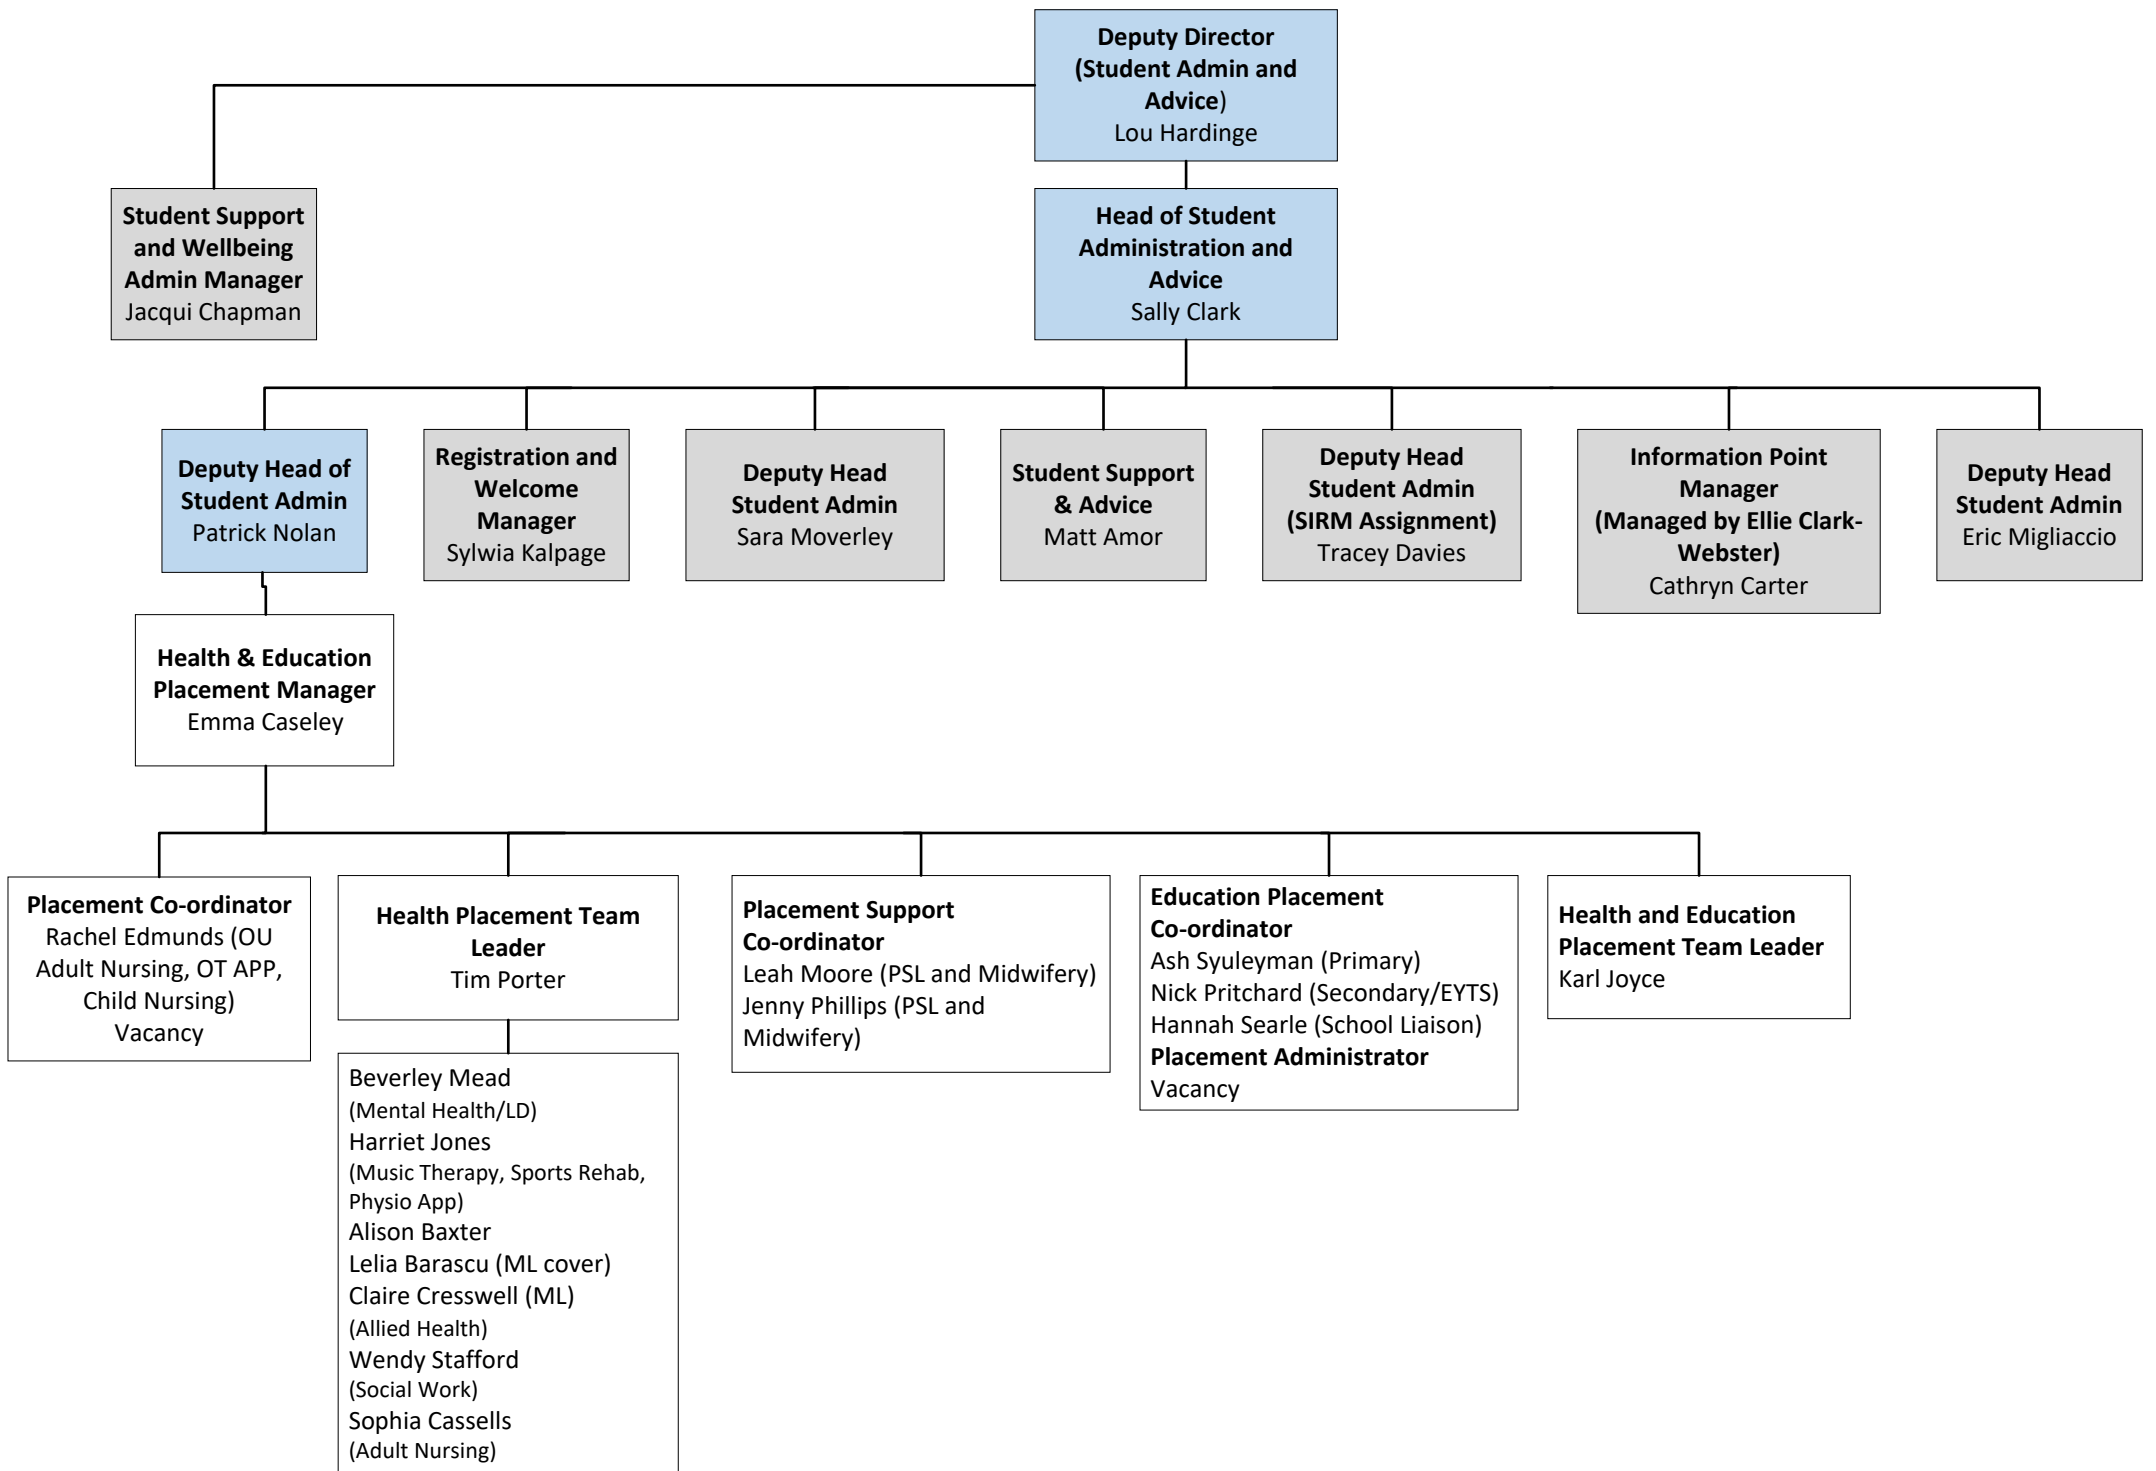 Deputy Director
(Student Admin and
Advice)
Lou Hardinge
Student Support
and Wellbeing
Admin Manager
Jacqui Chapman
Head of Student
Administration and
Advice
Sally Clark
Deputy Head of
Student Admin
Patrick Nolan
Registration and
Welcome
Manager
Sylwia Kalpage
Deputy Head
Student Admin
Sara Moverley
Student Support
& Advice
Matt Amor
Deputy Head
Student Admin
(SIRM Assignment)
Tracey Davies
Information Point
Manager
(Managed by Ellie Clark-
Webster)
Cathryn Carter
Deputy Head
Student Admin
Eric Migliaccio
Health & Education
Placement Manager
Emma Caseley
Placement Co-ordinator
Rachel Edmunds (OU
Adult Nursing, OT APP,
Child Nursing)
Vacancy
Health Placement Team
Leader
Tim Porter
Placement Support
Co-ordinator
Leah Moore (PSL and Midwifery)
Jenny Phillips (PSL and
Midwifery)
Education Placement
Co-ordinator
Ash Syuleyman (Primary)
Nick Pritchard (Secondary/EYTS)
Hannah Searle (School Liaison)
Placement Administrator
Vacancy
Health and Education
Placement Team Leader
Karl Joyce
Beverley Mead
(Mental Health/LD)
Harriet Jones
(Music Therapy, Sports Rehab,
Physio App)
Alison Baxter
Lelia Barascu (ML cover)
Claire Cresswell (ML)
(Allied Health)
Wendy Stafford
(Social Work)
Sophia Cassells
(Adult Nursing)